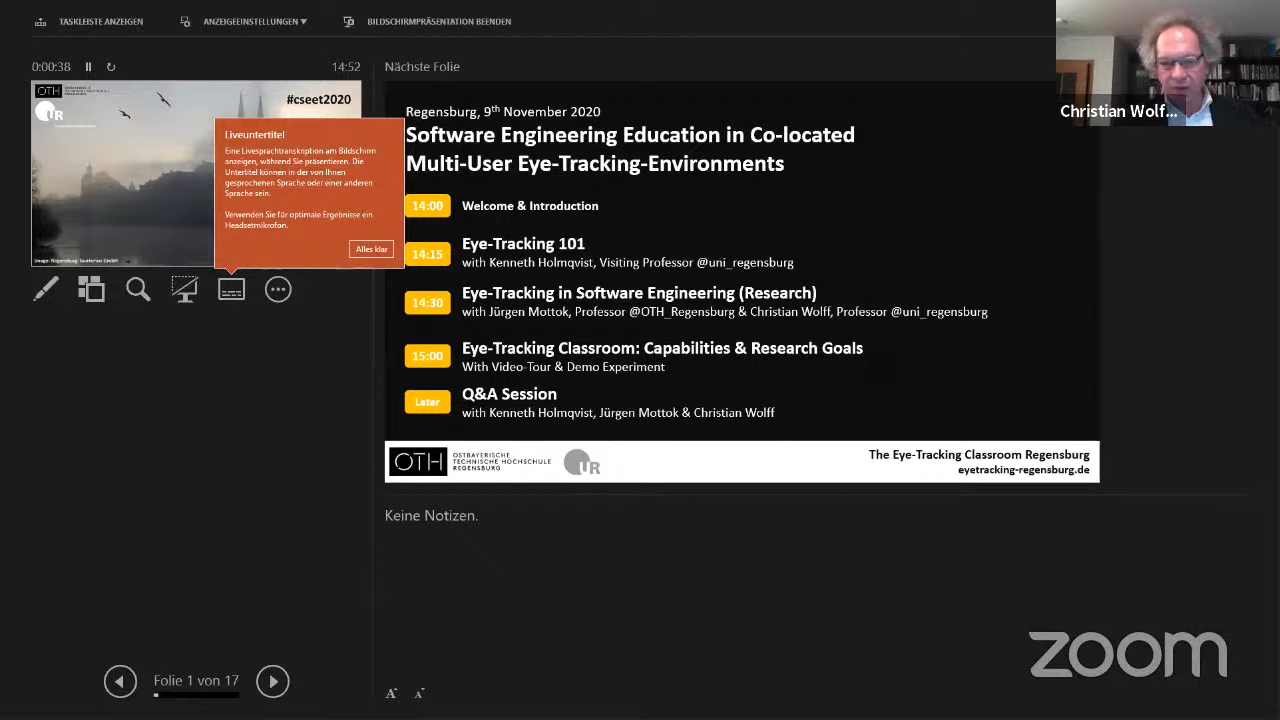 TASKLEISTE ANZEIGEN
ANZEIGEEINSTELLUNGEN
BILDSCHIRMPRÄSENTATION BEENDEN
0:00:38
14:52
OTH
UR
#cseet2020
Liveuntertitel
Eine Livesprachtranskription am Bildschirm
anzeigen, während Sie präsentieren. Die
Untertitel können in der von Ihnen
gesprochenen Sprache oder einer anderen
Sprache sein.
Verwenden Sie für optimale Ergebnisse ein
Headsetmikrofon.
Alles klar
Image: Regensburg Tourismus GmbH
Folie 1 von 17
Nächste Folie
Regensburg, 9th November 2020
Software Engineering Education in Co-located
Multi-User Eye-Tracking-Environments
14:00 Welcome & Introduction
14:15 Eye-Tracking 101
with Kenneth Holmqvist, Visiting Professor @uni_regensburg
14:30 Eye-Tracking in Software Engineering (Research)
with Jürgen Mottok, Professor @OTH_Regensburg & Christian Wolff, Professor @uni_regensburg
15:00 Eye-Tracking Classroom: Capabilities & Research Goals
With Video-Tour & Demo Experiment
Later Q&A Session
with Kenneth Holmqvist, Jürgen Mottok & Christian Wolff
OTH OSTBAYERISCHE
TECHNISCHE HOCHSCHULE
REGENSBURG
UR
The Eye-Tracking Classroom Regensburg
eyetracking-regensburg.de
Keine Notizen.
A A
Christian Wolf...
zoom